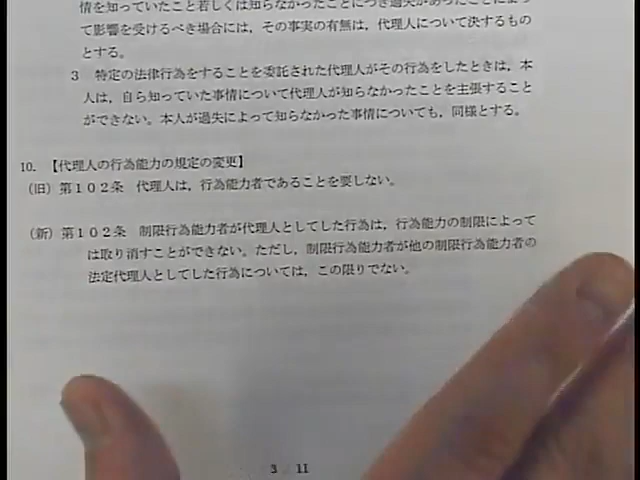 情を知っていたこと若しくは知らなかったことにつき過失があったことによっ
て影響を受けるべき場合には，その事実の有無は，代理人について決するもの
とする。
3 特定の法律行為をすることを委託された代理人がその行為をしたときは，本
人は，自ら知っていた事情について代理人が知らなかったことを主張すること
ができない。本人が過失によって知らなかった事情についても，同様とする。
10. 【代理人の行為能力の規定の変更】
（旧）第１０２条 代理人は，行為能力者であることを要しない。
（新）第１０２条 制限行為能力者が代理人としてした行為は，行為能力の制限によって
は取り消すことができない。ただし，制限行為能力者が他の制限行為能力者の
法定代理人としてした行為については，この限りでない。
3 11